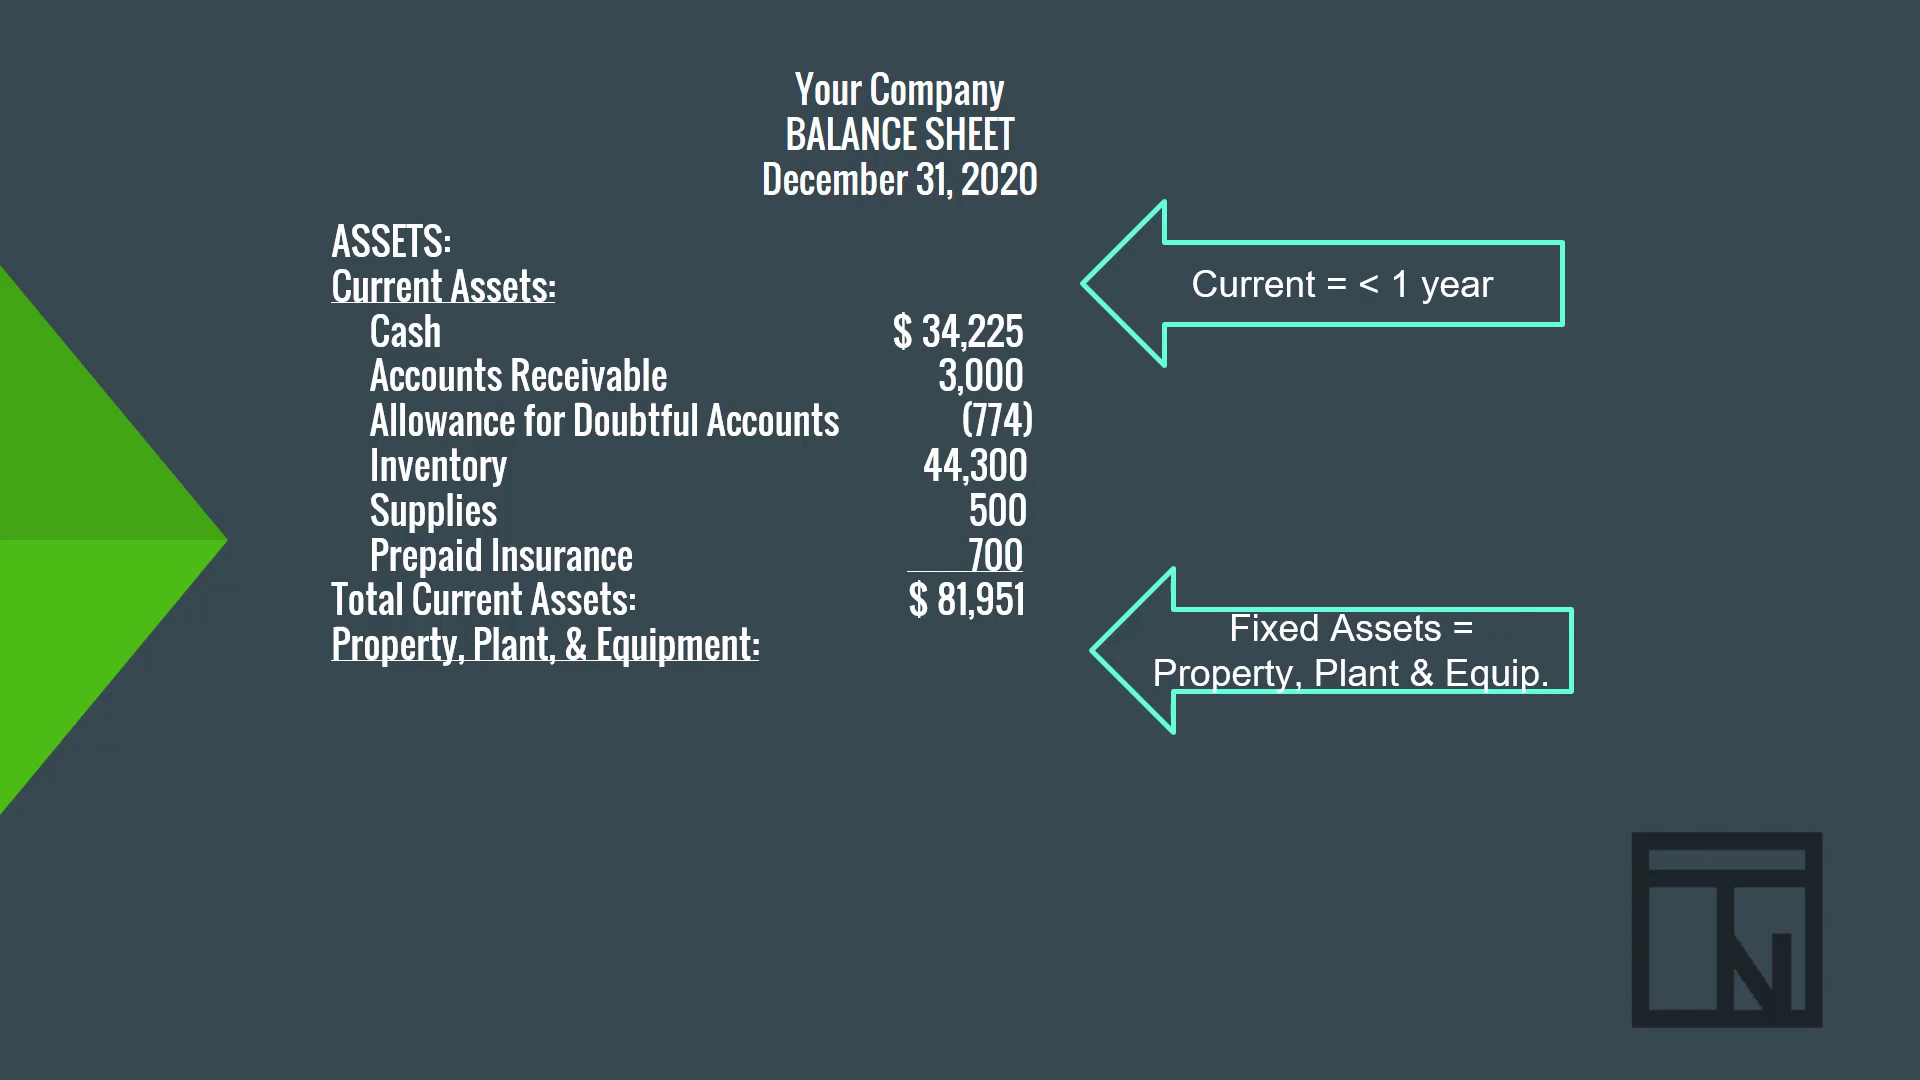 Your Company
BALANCE SHEET
December 31, 2020
ASSETS:
Current Assets:
Cash $ 34,225
Accounts Receivable 3,000
Allowance for Doubtful Accounts (774)
Inventory 44,300
Supplies 500
Prepaid Insurance 700
Total Current Assets: $ 81,951
Property, Plant, & Equipment:
Current = < 1 year
Fixed Assets =
Property, Plant & Equip.
TN